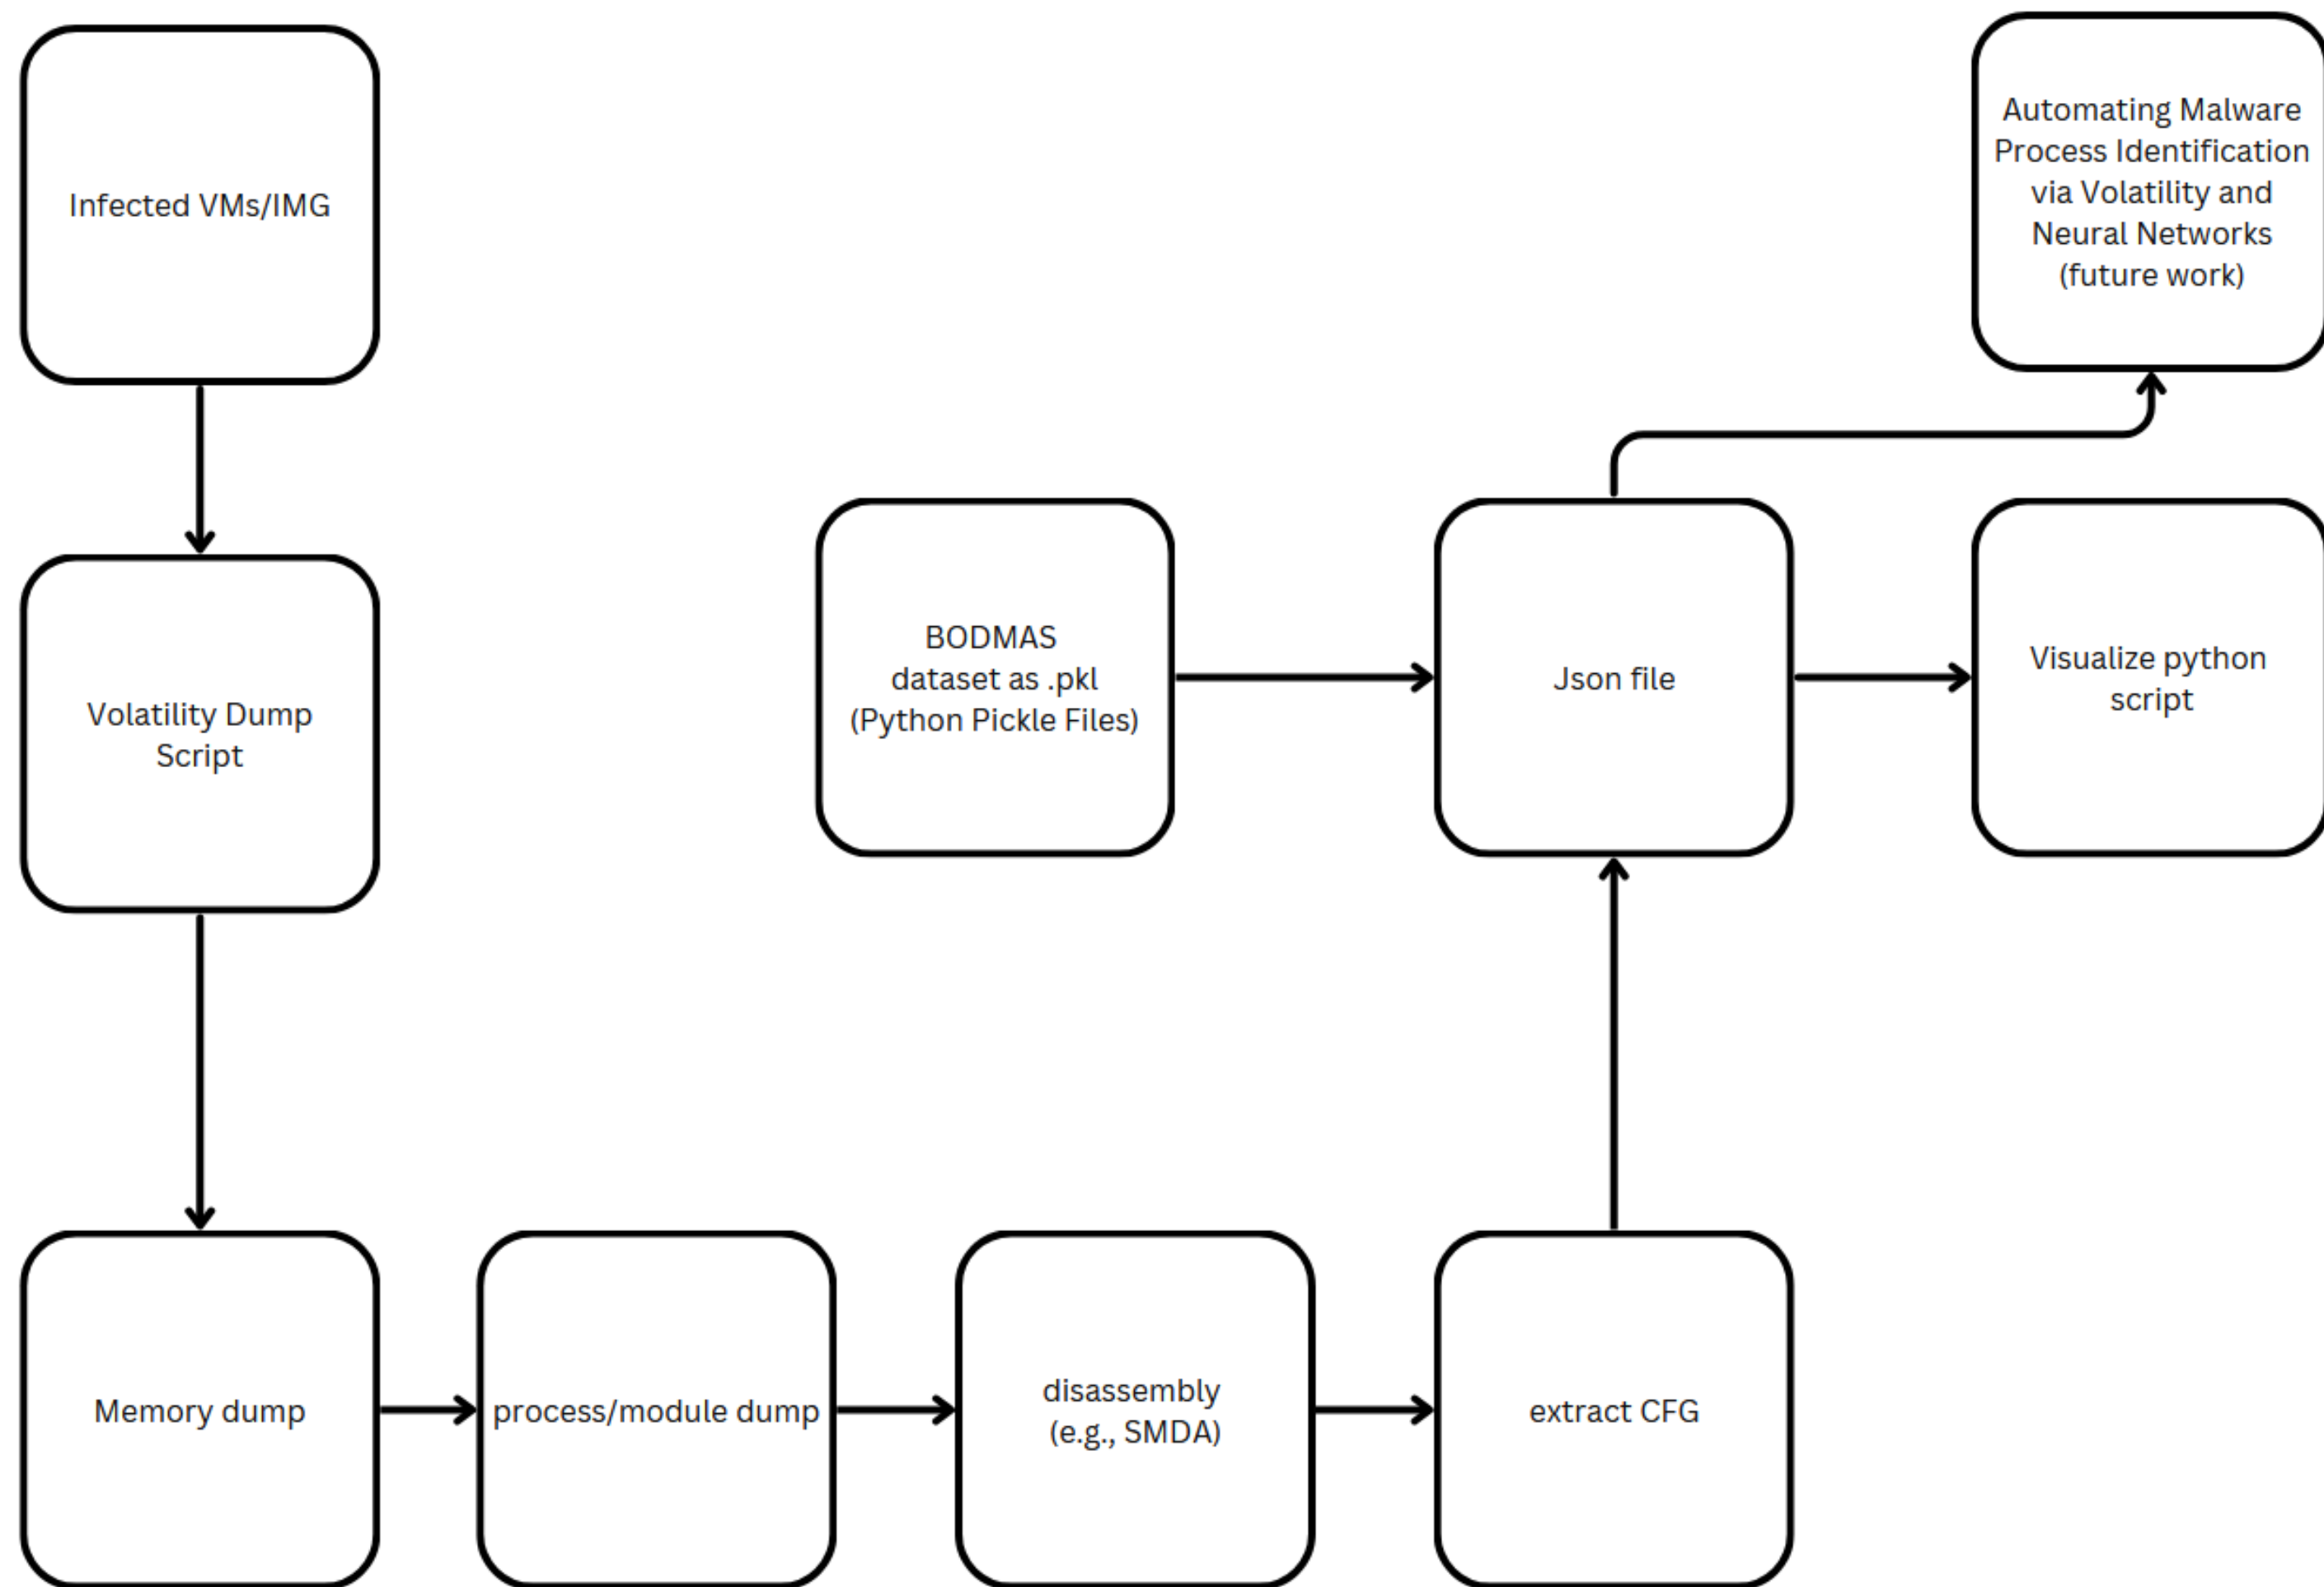 Infected VMs/IMG
Automating Malware
Process Identification
via Volatility and
Neural Networks
(future work)
Volatility Dump
Script
BODMAS
dataset as .pkl
(Python Pickle Files)
Json file
Visualize python
script
Memory dump
process/module dump
disassembly
(e.g., SMDA)
extract CFG